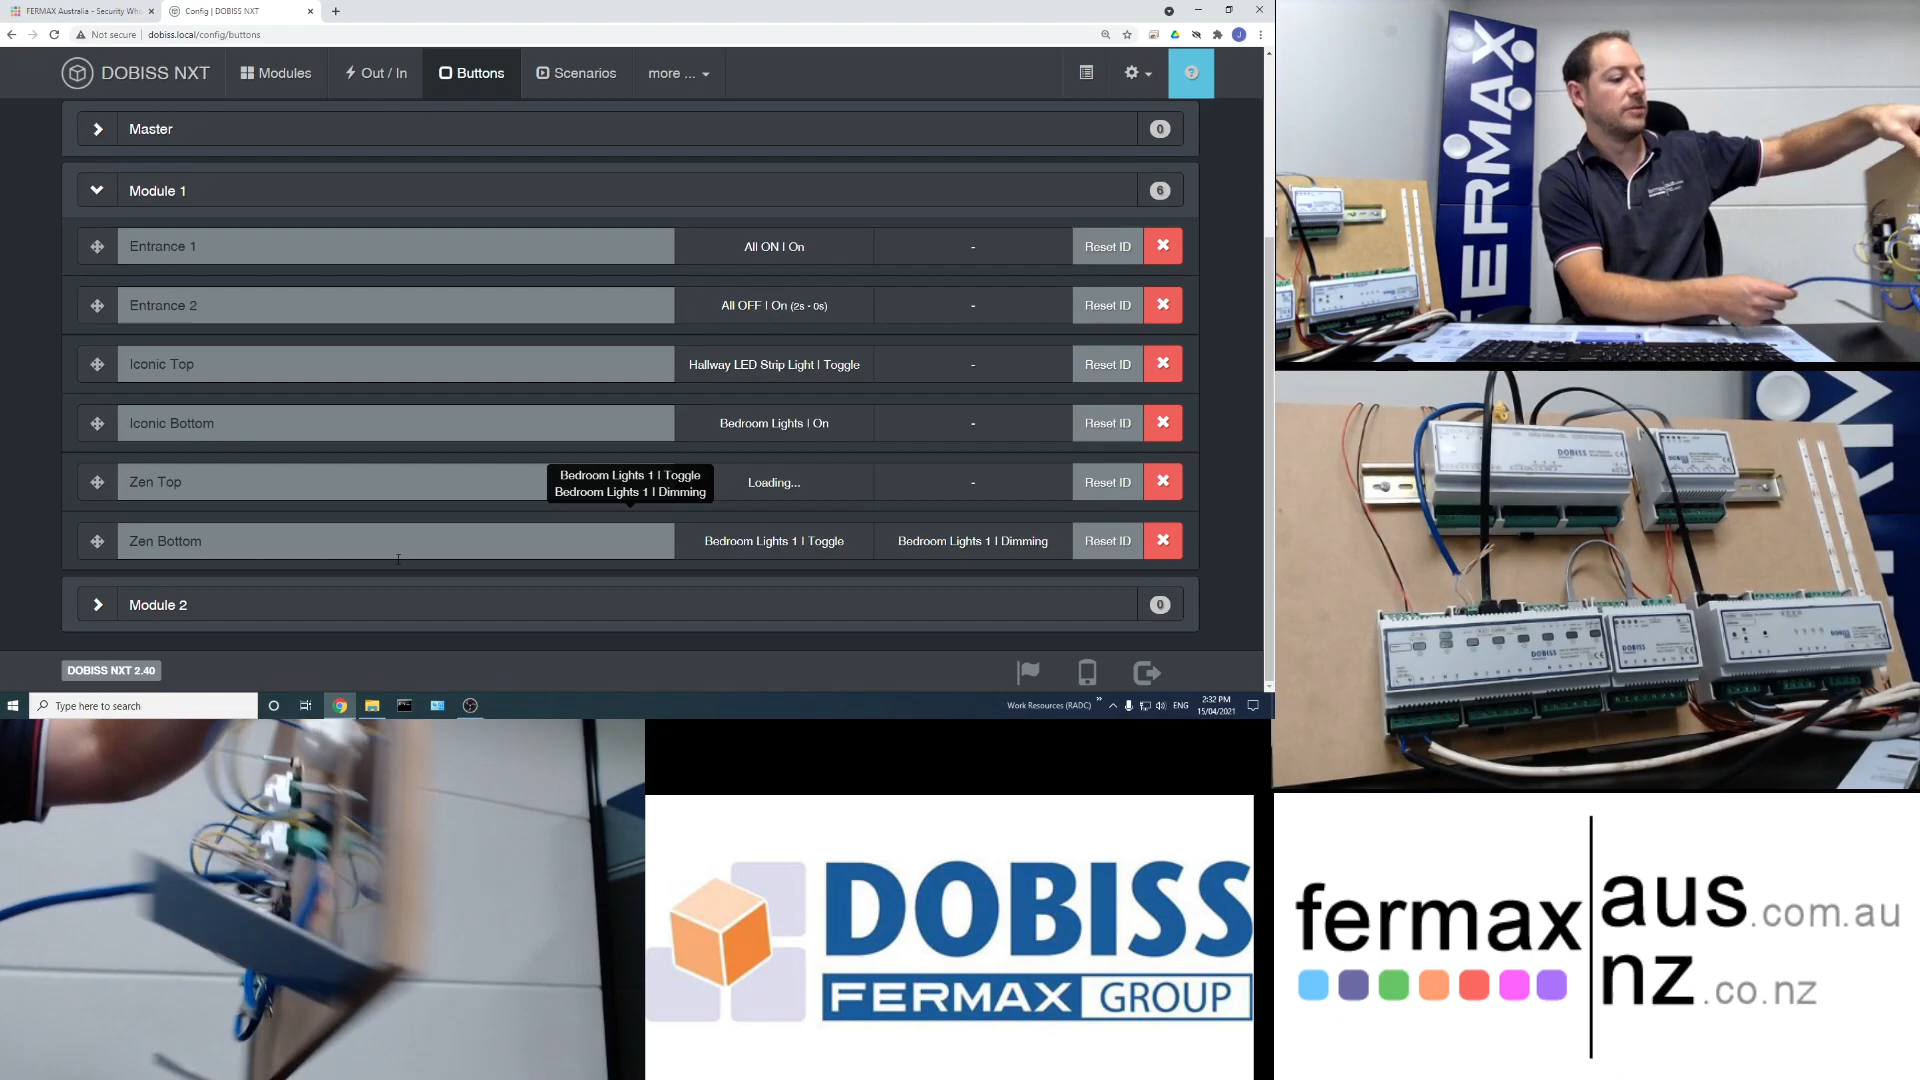 FERMAX Australia - Security Who
Config | DOBISS NXT
Not secure
dobiss.local/config/buttons
DOBISS NXT
Modules
Out / In
Buttons
Scenarios
more ...
Master
0
Module 1
6
Entrance 1
All ON | On
-
Reset ID
Entrance 2
All OFF | On (2s - 0s)
-
Reset ID
Iconic Top
Hallway LED Strip Light | Toggle
-
Reset ID
Iconic Bottom
Bedroom Lights | On
-
Reset ID
Zen Top
Bedroom Lights 1 | Toggle
Bedroom Lights 1 | Dimming
Loading...
-
Reset ID
Zen Bottom
Bedroom Lights 1 | Toggle
Bedroom Lights 1 | Dimming
Reset ID
Module 2
0
DOBISS NXT 2.40
Type here to search
Work Resources (RADC)
ENG
2:32 PM
15/04/2021
FERMAX
DOBISS
DOBISS
DOBISS
DOBISS
FERMAX GROUP
fermax
aus.com.au
nz.co.nz